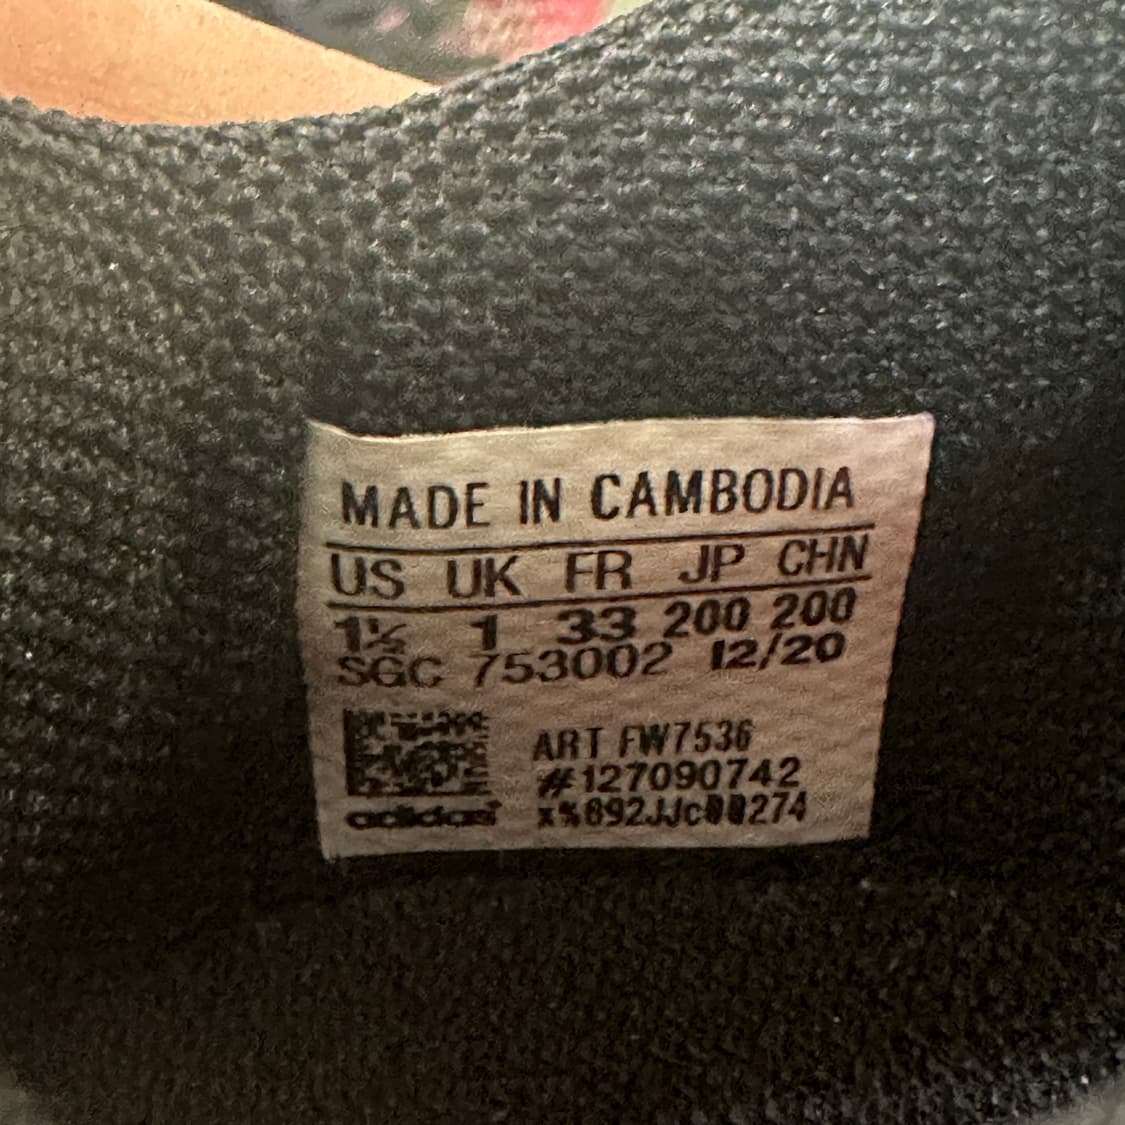 MADE IN CAMBODIA
US UK FR JP CHN
1½ 1 33 200 200
SGC 753002 12/20
ART FW7536
#127090742
adidas